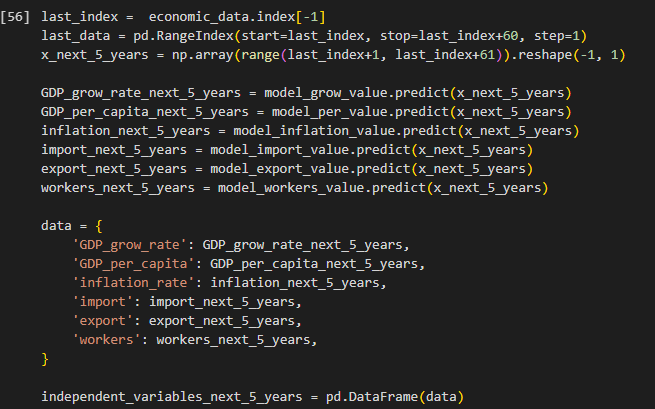 [56] last_index =  economic_data.index[-1]
last_data = pd.RangeIndex(start=last_index, stop=last_index+60, step=1)
x_next_5_years = np.array(range(last_index+1, last_index+61)).reshape(-1, 1)

GDP_grow_rate_next_5_years = model_grow_value.predict(x_next_5_years)
GDP_per_capita_next_5_years = model_per_value.predict(x_next_5_years)
inflation_next_5_years = model_inflation_value.predict(x_next_5_years)
import_next_5_years = model_import_value.predict(x_next_5_years)
export_next_5_years = model_export_value.predict(x_next_5_years)
workers_next_5_years = model_workers_value.predict(x_next_5_years)

data = {
    'GDP_grow_rate': GDP_grow_rate_next_5_years,
    'GDP_per_capita': GDP_per_capita_next_5_years,
    'inflation_rate': inflation_next_5_years,
    'import': import_next_5_years,
    'export': export_next_5_years,
    'workers': workers_next_5_years,
}

independent_variables_next_5_years = pd.DataFrame(data)